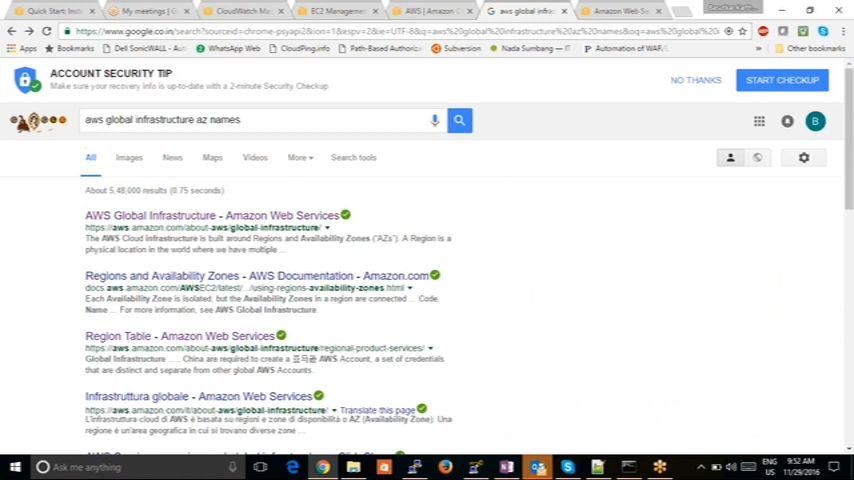 Quick Start: Inst
My meetings | G
CloudWatch Ma
EC2 Manageme
AWS | Amazon C
aws global infras
Amazon Web Se
https://www.google.co.in/search?sourceid=chrome-psyapi2&ion=1&espv=2&ie=UTF-8&q=aws%20global%20infrastructure%20az%20names&oq=aws%20global%20
Apps
Bookmarks
Dell SonicWALL - Virt
WhatsApp Web
CloudPing.info
Path-Based Authoriza
Subversion
Nada Sumbang — IT
Automation of WAR/
»
Other bookmarks
ACCOUNT SECURITY TIP
Make sure your recovery info is up-to-date with a 2-minute Security Checkup
NO THANKS
START CHECKUP
aws global infrastructure az names
B
All
Images
News
Maps
Videos
More
Search tools
About 5,48,000 results (0.75 seconds)
AWS Global Infrastructure - Amazon Web Services
https://aws.amazon.com/about-aws/global-infrastructure/
The AWS Cloud infrastructure is built around Regions and Availability Zones ("AZs"). A Region is a
physical location in the world where we have multiple ...
Regions and Availability Zones - AWS Documentation - Amazon.com
docs.aws.amazon.com/AWSEC2/latest/.../using-regions-availability-zones.html
Each Availability Zone is isolated, but the Availability Zones in a region are connected ... Code,
Name ... For more information, see AWS Global Infrastructure
Region Table - Amazon Web Services
https://aws.amazon.com/about-aws/global-infrastructure/regional-product-services/
Global Infrastructure ..... China are required to create a 亚马逊 AWS Account, a set of credentials
that are distinct and separate from other global AWS Accounts.
Infrastruttura globale - Amazon Web Services
https://aws.amazon.com/it/about-aws/global-infrastructure/
Translate this page
L'infrastruttura cloud di AWS è basata su regioni e zone di disponibilità o AZ (Availability Zone). Una
regione è un'area geografica in cui si trovano diverse zone ...
Ask me anything
ENG
9:52 AM
US
11/29/2016